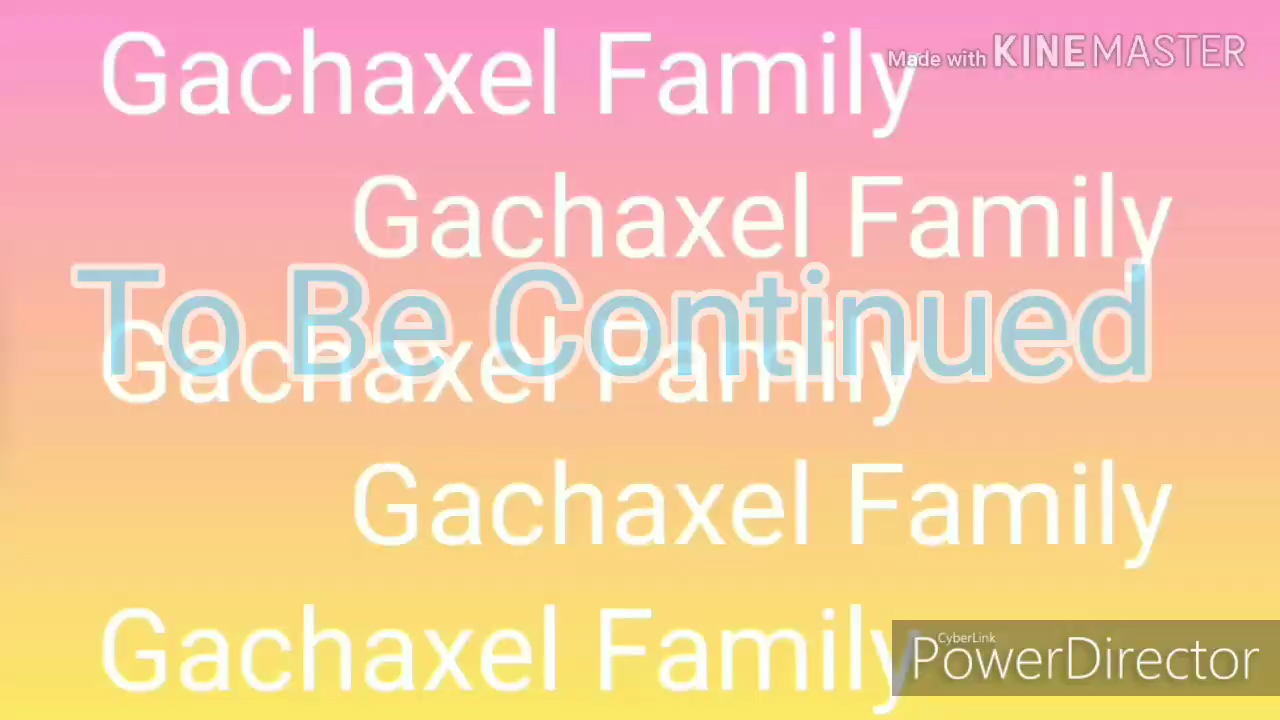 Gachaxel Family
Made with KINEMASTER
Gachaxel Family
To Be Continued
Gachaxel Family
Gachaxel Family
Gachaxel Family
CyberLink
PowerDirector